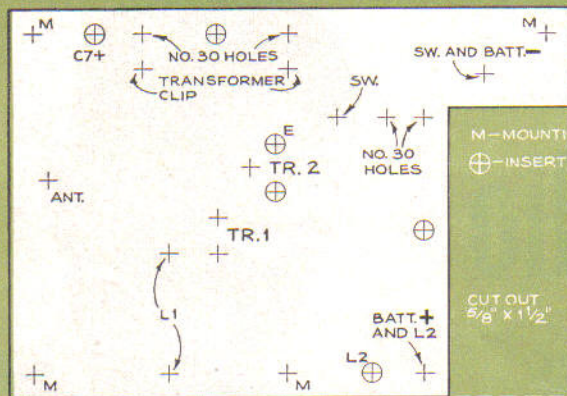 M
M
C7+
NO. 30 HOLES
SW. AND BATT.-
TRANSFORMER
CLIP
SW.
E
M-MOUNTI
NO. 30
HOLES
TR. 2
⊕-INSERT
ANT.
TR.1
CUT OUT
5/8" X 1 1/2"
L1
BATT.+
AND L2
L2
M
M